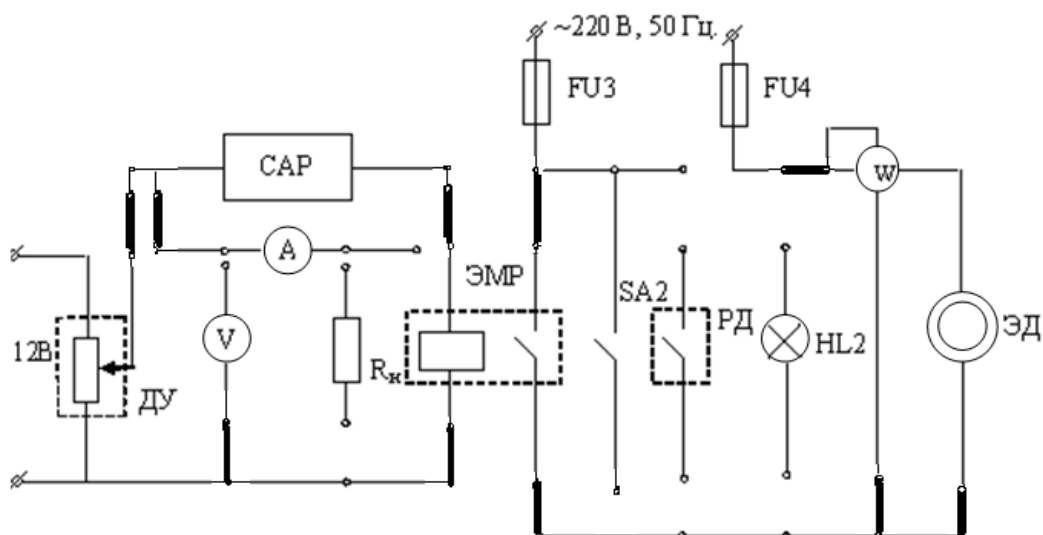 ~220 В, 50 Гц.
FU3
FU4
САР
W
А
ЭМР
SA2
РД
V
12В
ДУ
Rн
HL2
ЭД